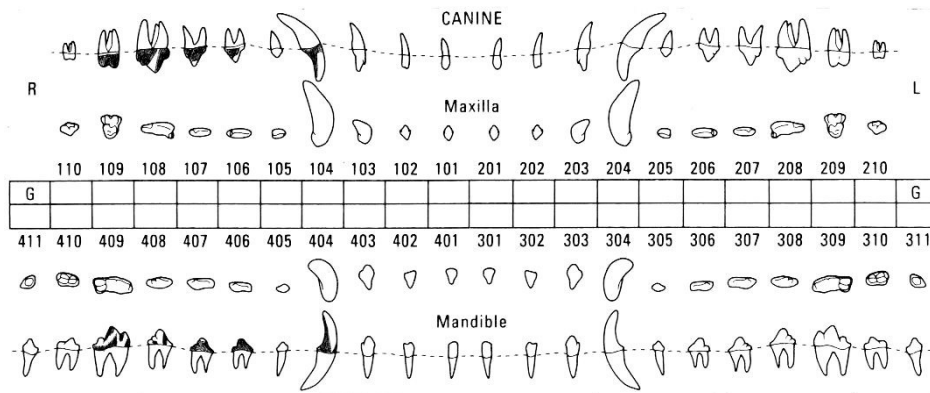 CANINE
R L
Maxilla
110 109 108 107 106 105 104 103 102 101 201 202 203 204 205 206 207 208 209 210
G G
411 410 409 408 407 406 405 404 403 402 401 301 302 303 304 305 306 307 308 309 310 311
Mandible